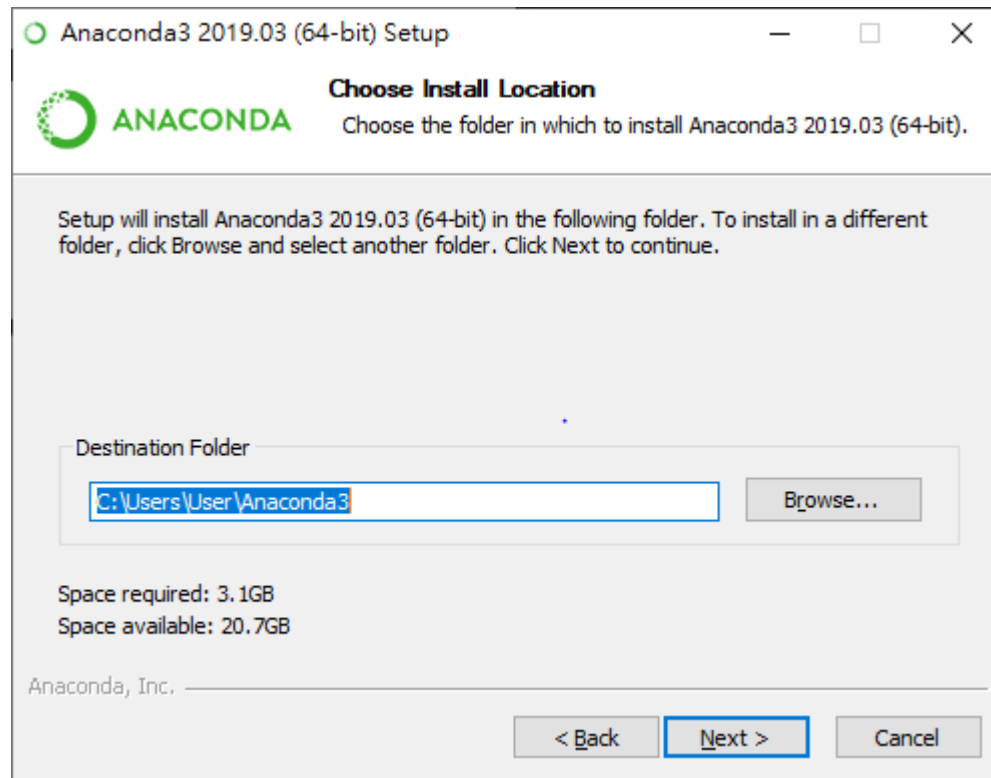 Anaconda3 2019.03 (64-bit) Setup
ANACONDA
Choose Install Location
Choose the folder in which to install Anaconda3 2019.03 (64-bit).
Setup will install Anaconda3 2019.03 (64-bit) in the following folder. To install in a different
folder, click Browse and select another folder. Click Next to continue.
Destination Folder
C:\Users\User\Anaconda3
Browse...
Space required: 3.1GB
Space available: 20.7GB
Anaconda, Inc.
< Back
Next >
Cancel